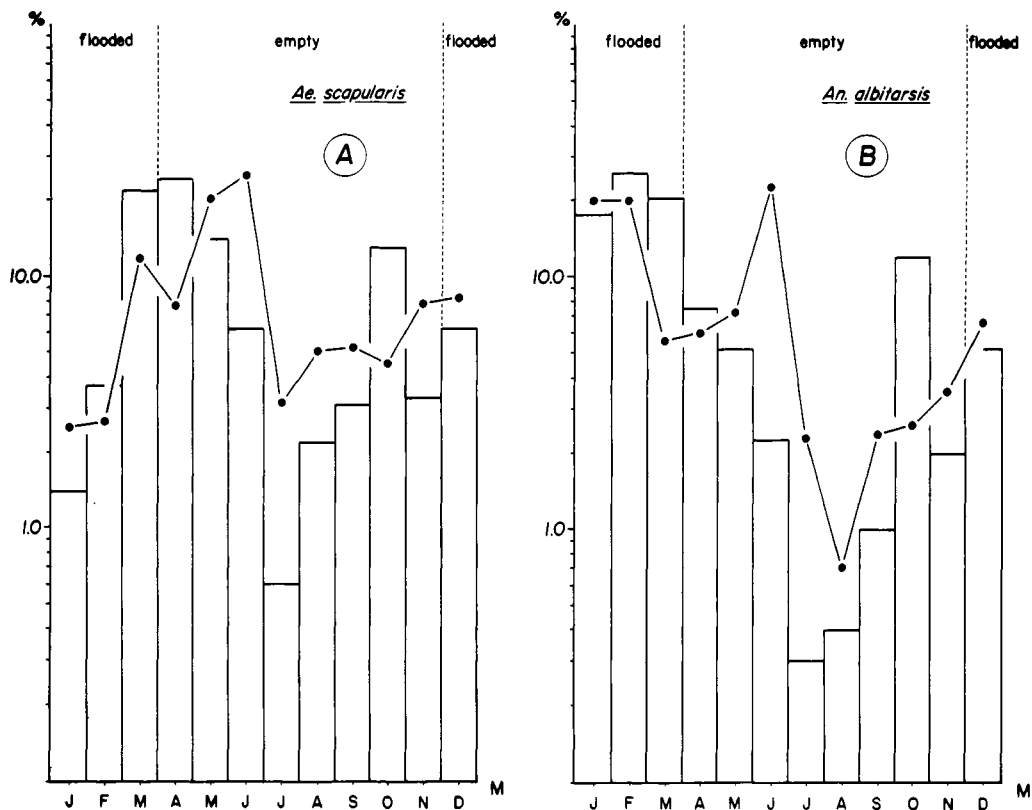 %
flooded empty flooded
Ae. scapularis
A
10.0
1.0
J F M A M J J A S O N D M
%
flooded empty flooded
An. albitarsis
B
10.0
1.0
J F M A M J J A S O N D M